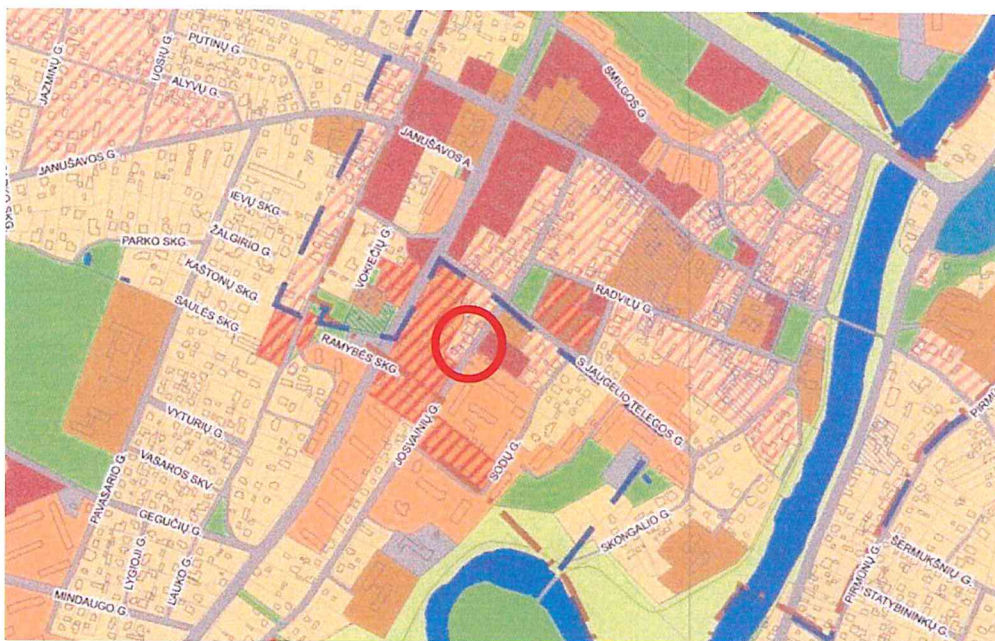 PUTINŲ G.
UOSIŲ G.
JAZMINŲ G.
ALYVŲ G.
SMILGOS G.
JANUŠAVOS A.
JANUŠAVOS G.
IEVŲ SKG.
ŽALGIRIO G.
PARKO SKG.
VOKIEČIŲ G.
KAŠTONŲ SKG.
SAULĖS SKG.
RADVILŲ G.
RAMYBĖS SKG.
S.JAUGELIO TELEGOS G.
JOSVAINIŲ G.
VYTURIŲ G.
SODŲ G.
VASAROS SKV.
PAVASARIO G.
GEGUČIŲ G.
SKONGALIO G.
LYGIOJI G.
LAUKO G.
MINDAUGO G.
PIRMŪNŲ G.
ŠERMUKŠNIŲ G.
STATYBININKŲ G.